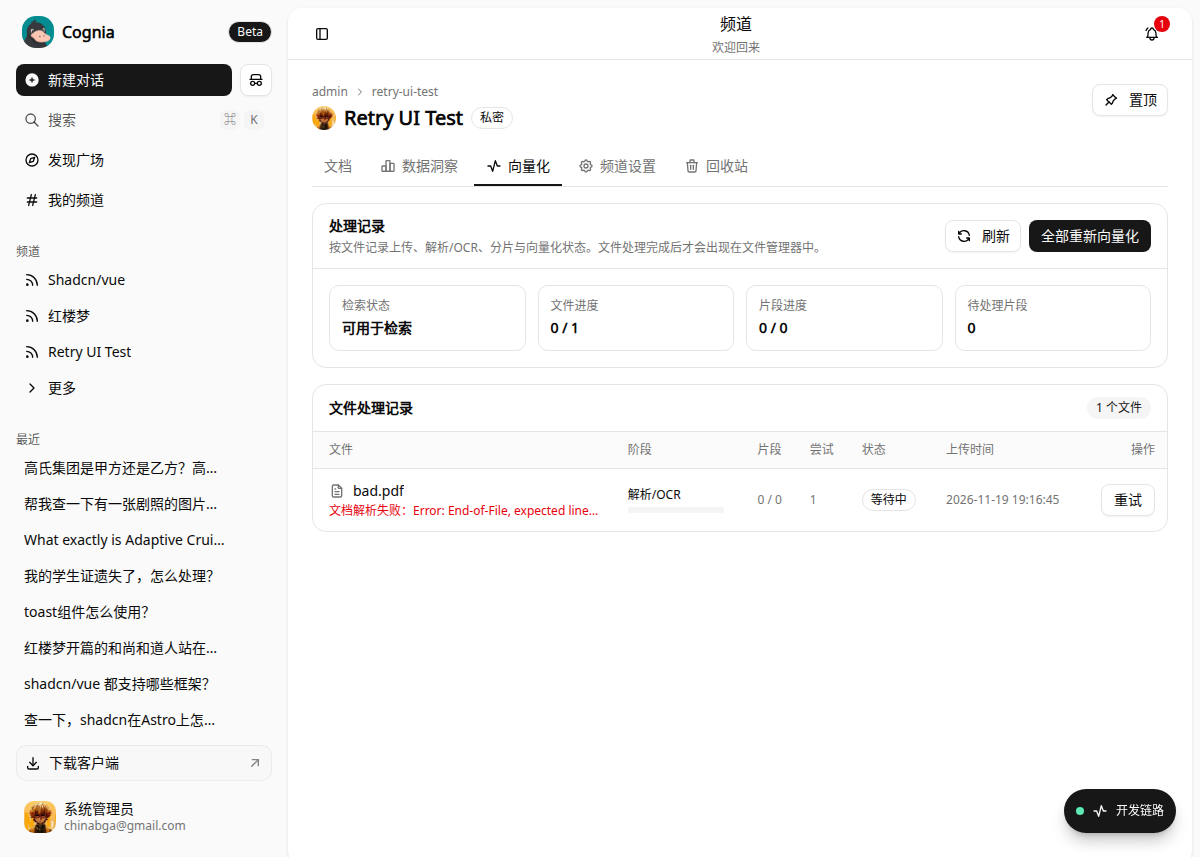 Cognia
Beta
新建对话
搜索
⌘ K
发现广场
我的频道
频道
Shadcn/vue
红楼梦
Retry UI Test
更多
最近
高氏集团是甲方还是乙方？高...
帮我查一下有一张剧照的图片...
What exactly is Adaptive Crui...
我的学生证遗失了，怎么处理？
toast组件怎么使用？
红楼梦开篇的和尚和道人站在...
shadcn/vue 都支持哪些框架？
查一下，shadcn在Astro上怎...
下载客户端
系统管理员
chinabga@gmail.com
频道
欢迎回来
1
admin > retry-ui-test
Retry UI Test
私密
置顶
文档
数据洞察
向量化
频道设置
回收站
处理记录
按文件记录上传、解析/OCR、分片与向量化状态。文件处理完成后才会出现在文件管理器中。
刷新
全部重新向量化
检索状态
可用于检索
文件进度
0 / 1
片段进度
0 / 0
待处理片段
0
文件处理记录
1 个文件
文件 阶段 片段 尝试 状态 上传时间 操作
bad.pdf
文档解析失败：Error: End-of-File, expected line...
解析/OCR
0 / 0
1
等待中
2026-11-19 19:16:45
重试
开发链路